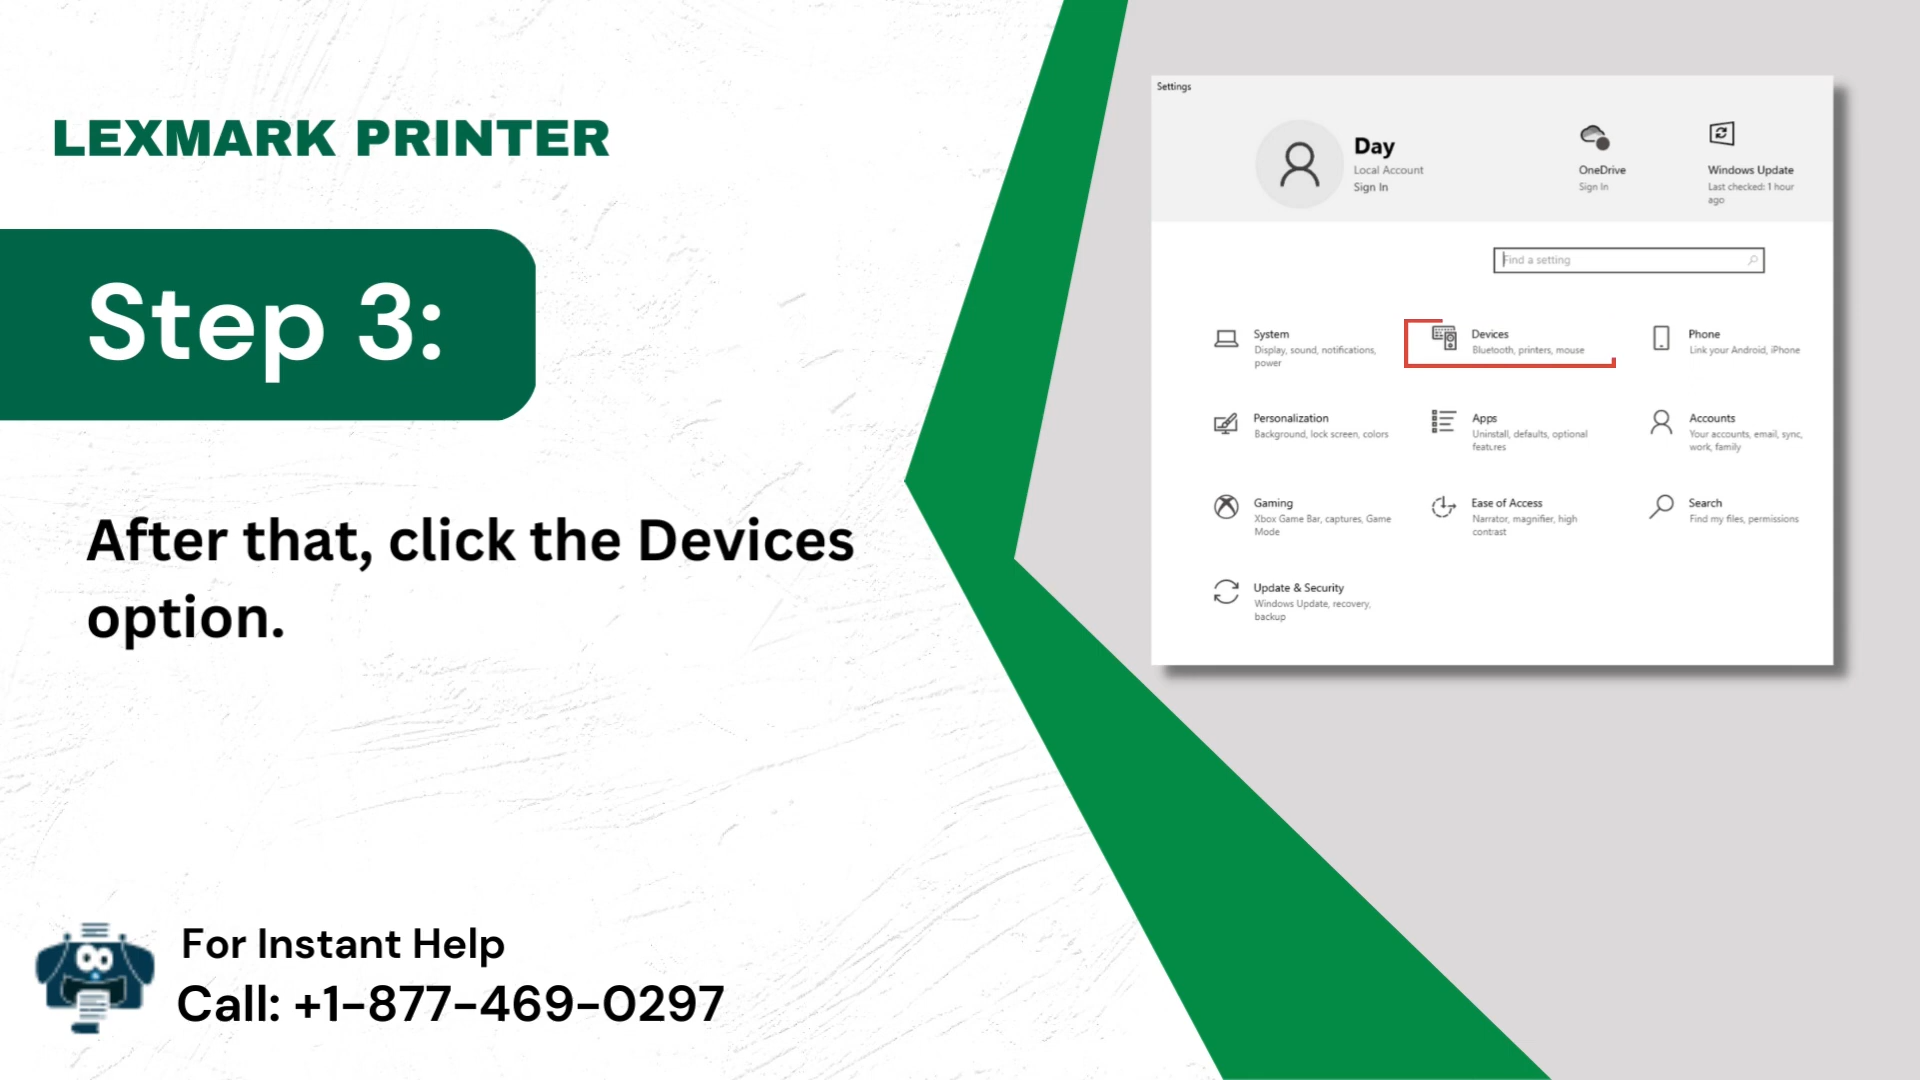 LEXMARK PRINTER
Step 3:
After that, click the Devices
option.
For Instant Help
Call: +1-877-469-0297
Settings
Day
Local Account
Sign In
OneDrive
Sign In
Windows Update
Last checked: 1 hour
ago
Find a setting
System
Display, sound, notifications,
power
Devices
Bluetooth, printers, mouse
Phone
Link your Android, iPhone
Personalization
Background, lock screen, colors
Apps
Uninstall, defaults, optional
features
Accounts
Your accounts, email, sync,
work, family
Gaming
Xbox Game Bar, captures, Game
Mode
Ease of Access
Narrator, magnifier, high
contrast
Search
Find my files, permissions
Update & Security
Windows Update, recovery,
backup